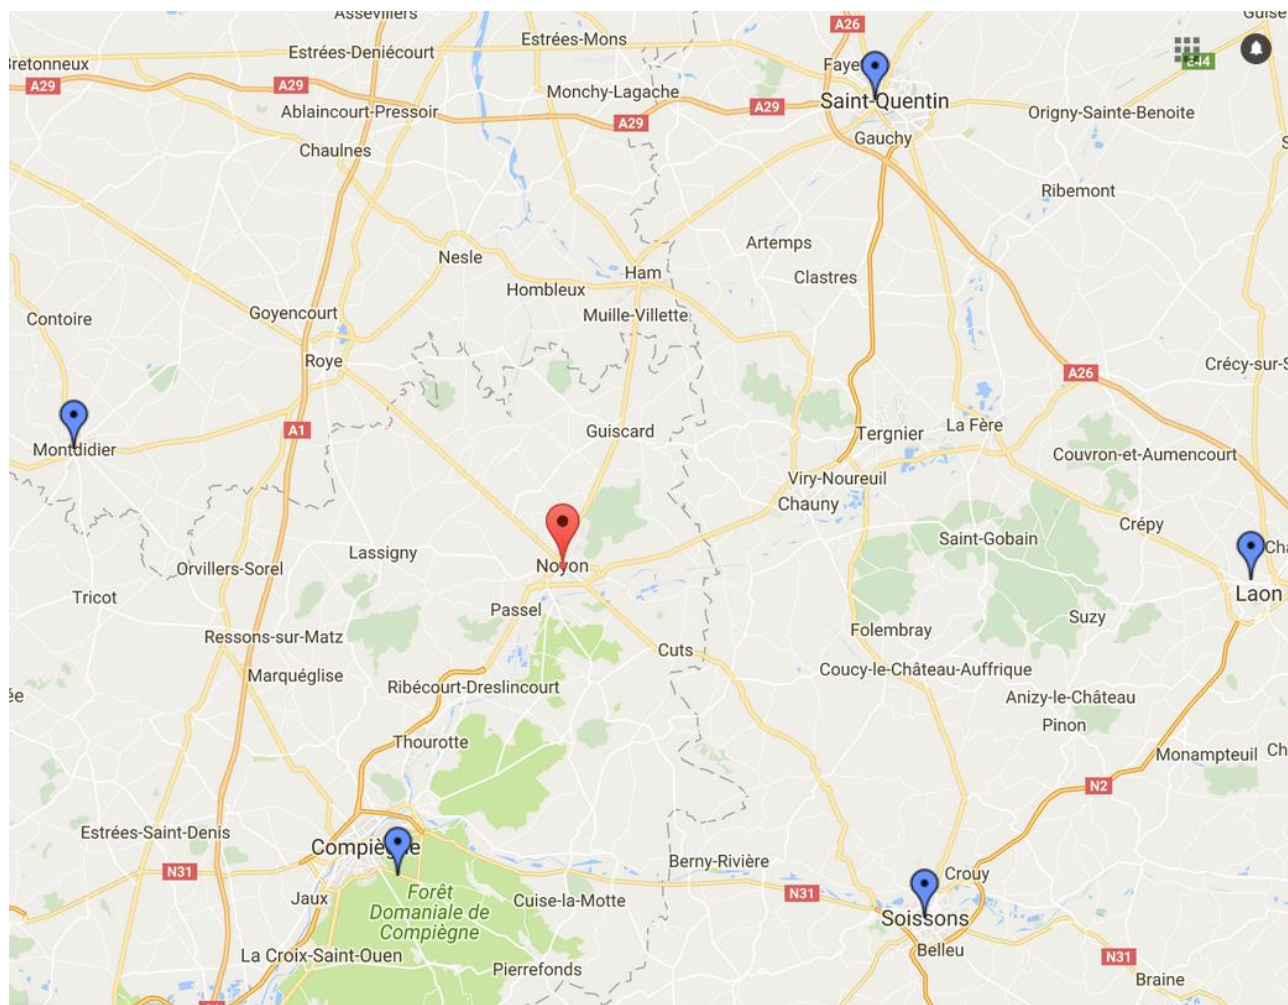 Assevillers
A26
Guise
Estrées-Deniécourt
Estrées-Mons
Bretonneux
Faye
E44
A29
A29
Monchy-Lagache
A29
Saint-Quentin
Ablaincourt-Pressoir
A29
Origny-Sainte-Benoite
Gauchy
Chaulnes
Ribemont
Nesle
Artemps
Ham
Clastres
Hombleux
Goyencourt
Muille-Villette
Contoire
Roye
Crécy-sur-S
A26
A1
Guiscard
La Fère
Tergnier
Montdidier
Couvron-et-Aumencourt
Viry-Noureuil
Chauny
Crépy
Saint-Gobain
Lassigny
Noyon
Orvillers-Sorel
Laon
Tricot
Passel
Suzy
Ressons-sur-Matz
Folembray
Cuts
Coucy-le-Château-Auffrique
Marquéglise
Ribécourt-Dreslincourt
Anizy-le-Château
Pinon
Thourotte
Monampteuil
N2
Estrées-Saint-Denis
Compiègne
Berny-Rivière
N31
Crouy
N31
Jaux
Forêt
Domaniale de
Compiègne
Cuise-la-Motte
Soissons
Belleu
La Croix-Saint-Ouen
N31
Pierrefonds
Braine